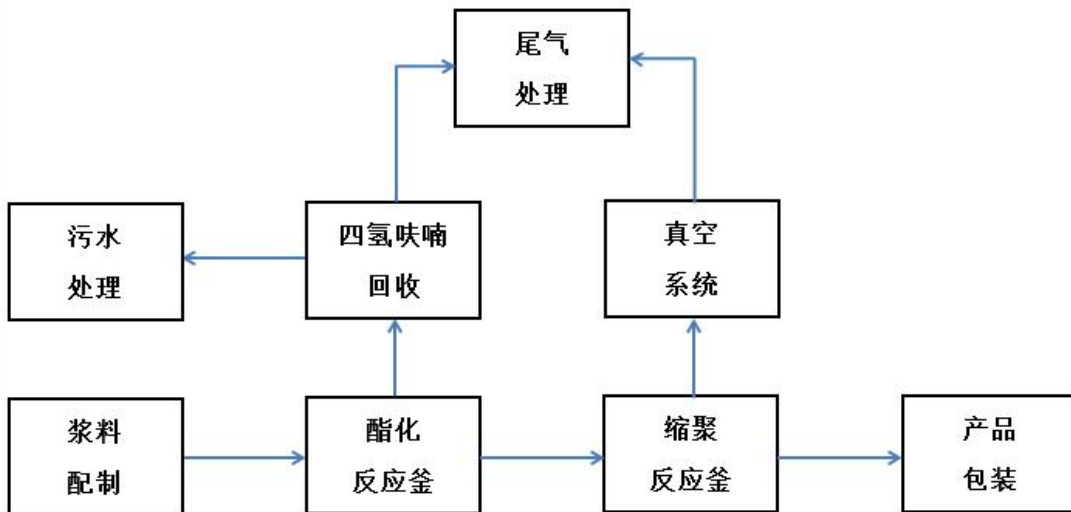 尾气
处理
污水
处理
四氢呋喃
回收
真空
系统
浆料
配制
酯化
反应釜
缩聚
反应釜
产品
包装